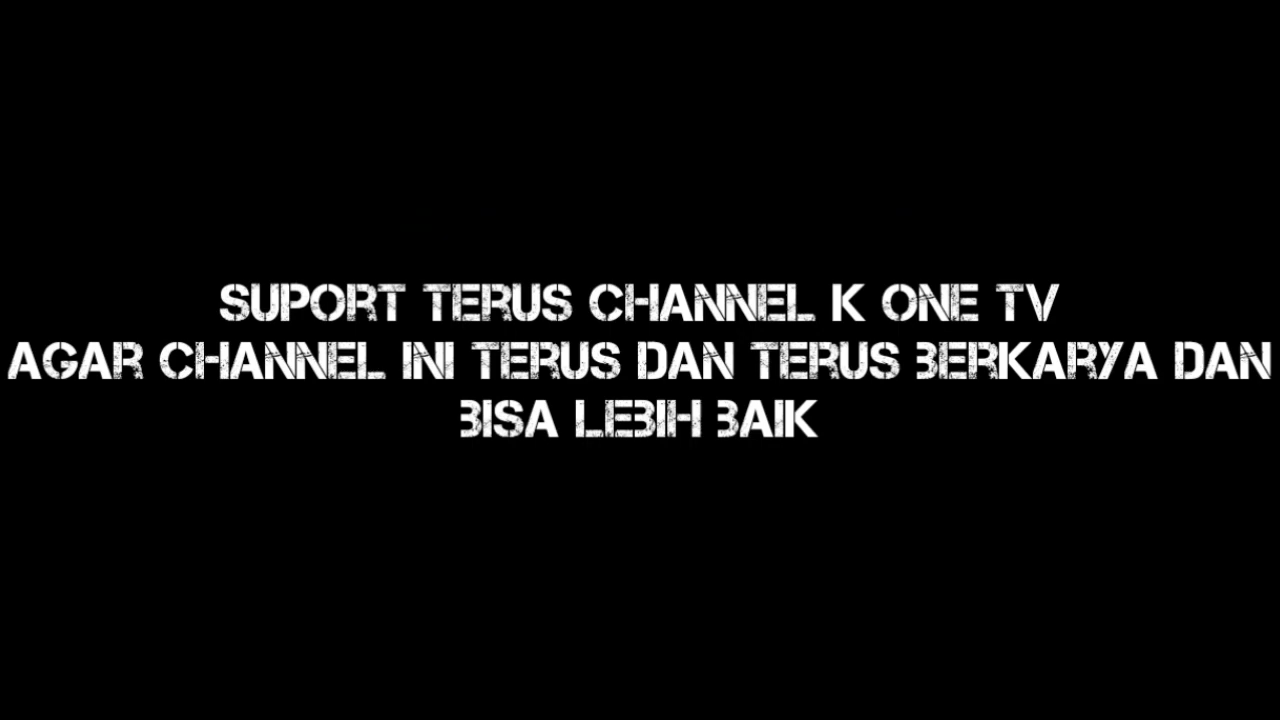 SUPORT TERUS CHANNEL K ONE TV
AGAR CHANNEL INI TERUS DAN TERUS BERKARYA DAN
BISA LEBIH BAIK